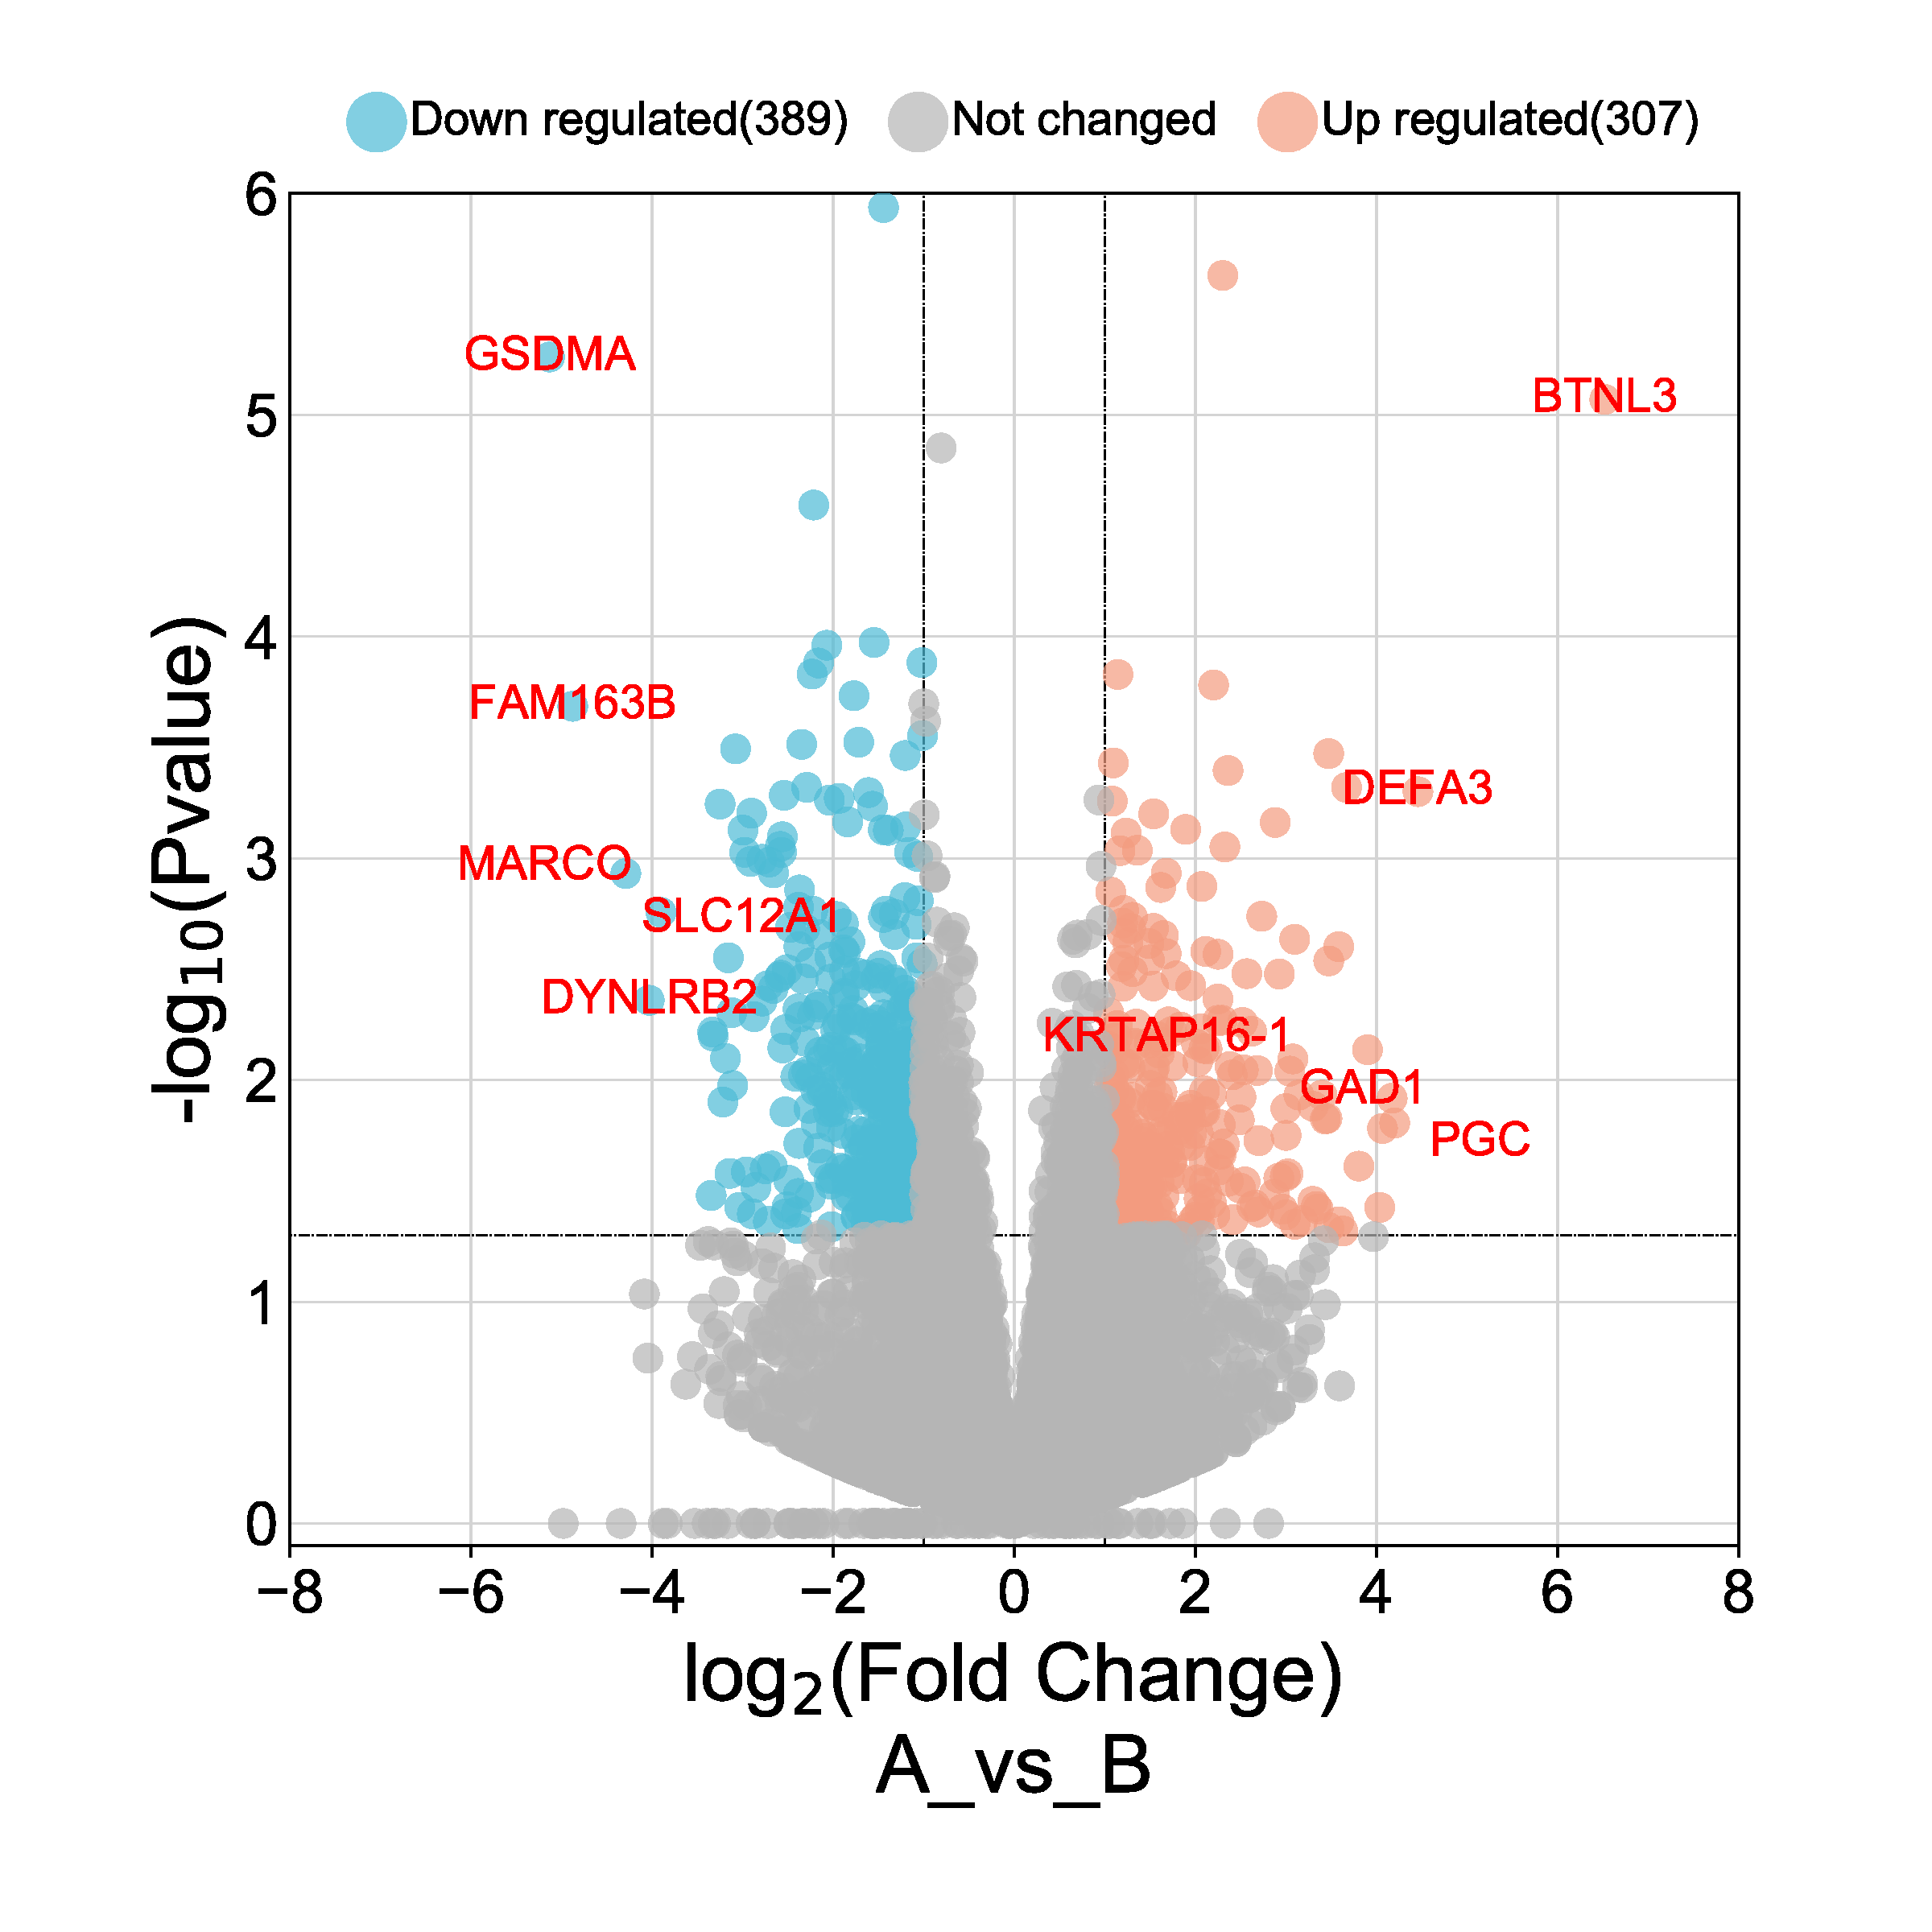 Down regulated(389) Not changed Up regulated(307)
6
GSDMA
BTNL3
5
4
FAM163B
DEFA3
3
MARCO
SLC12A1
DYNLRB2
KRTAP16-1
2
GAD1
PGC
1
0
-log₁₀(Pvalue)
−8 −6 −4 −2 0 2 4 6 8
log₂(Fold Change)
A_vs_B